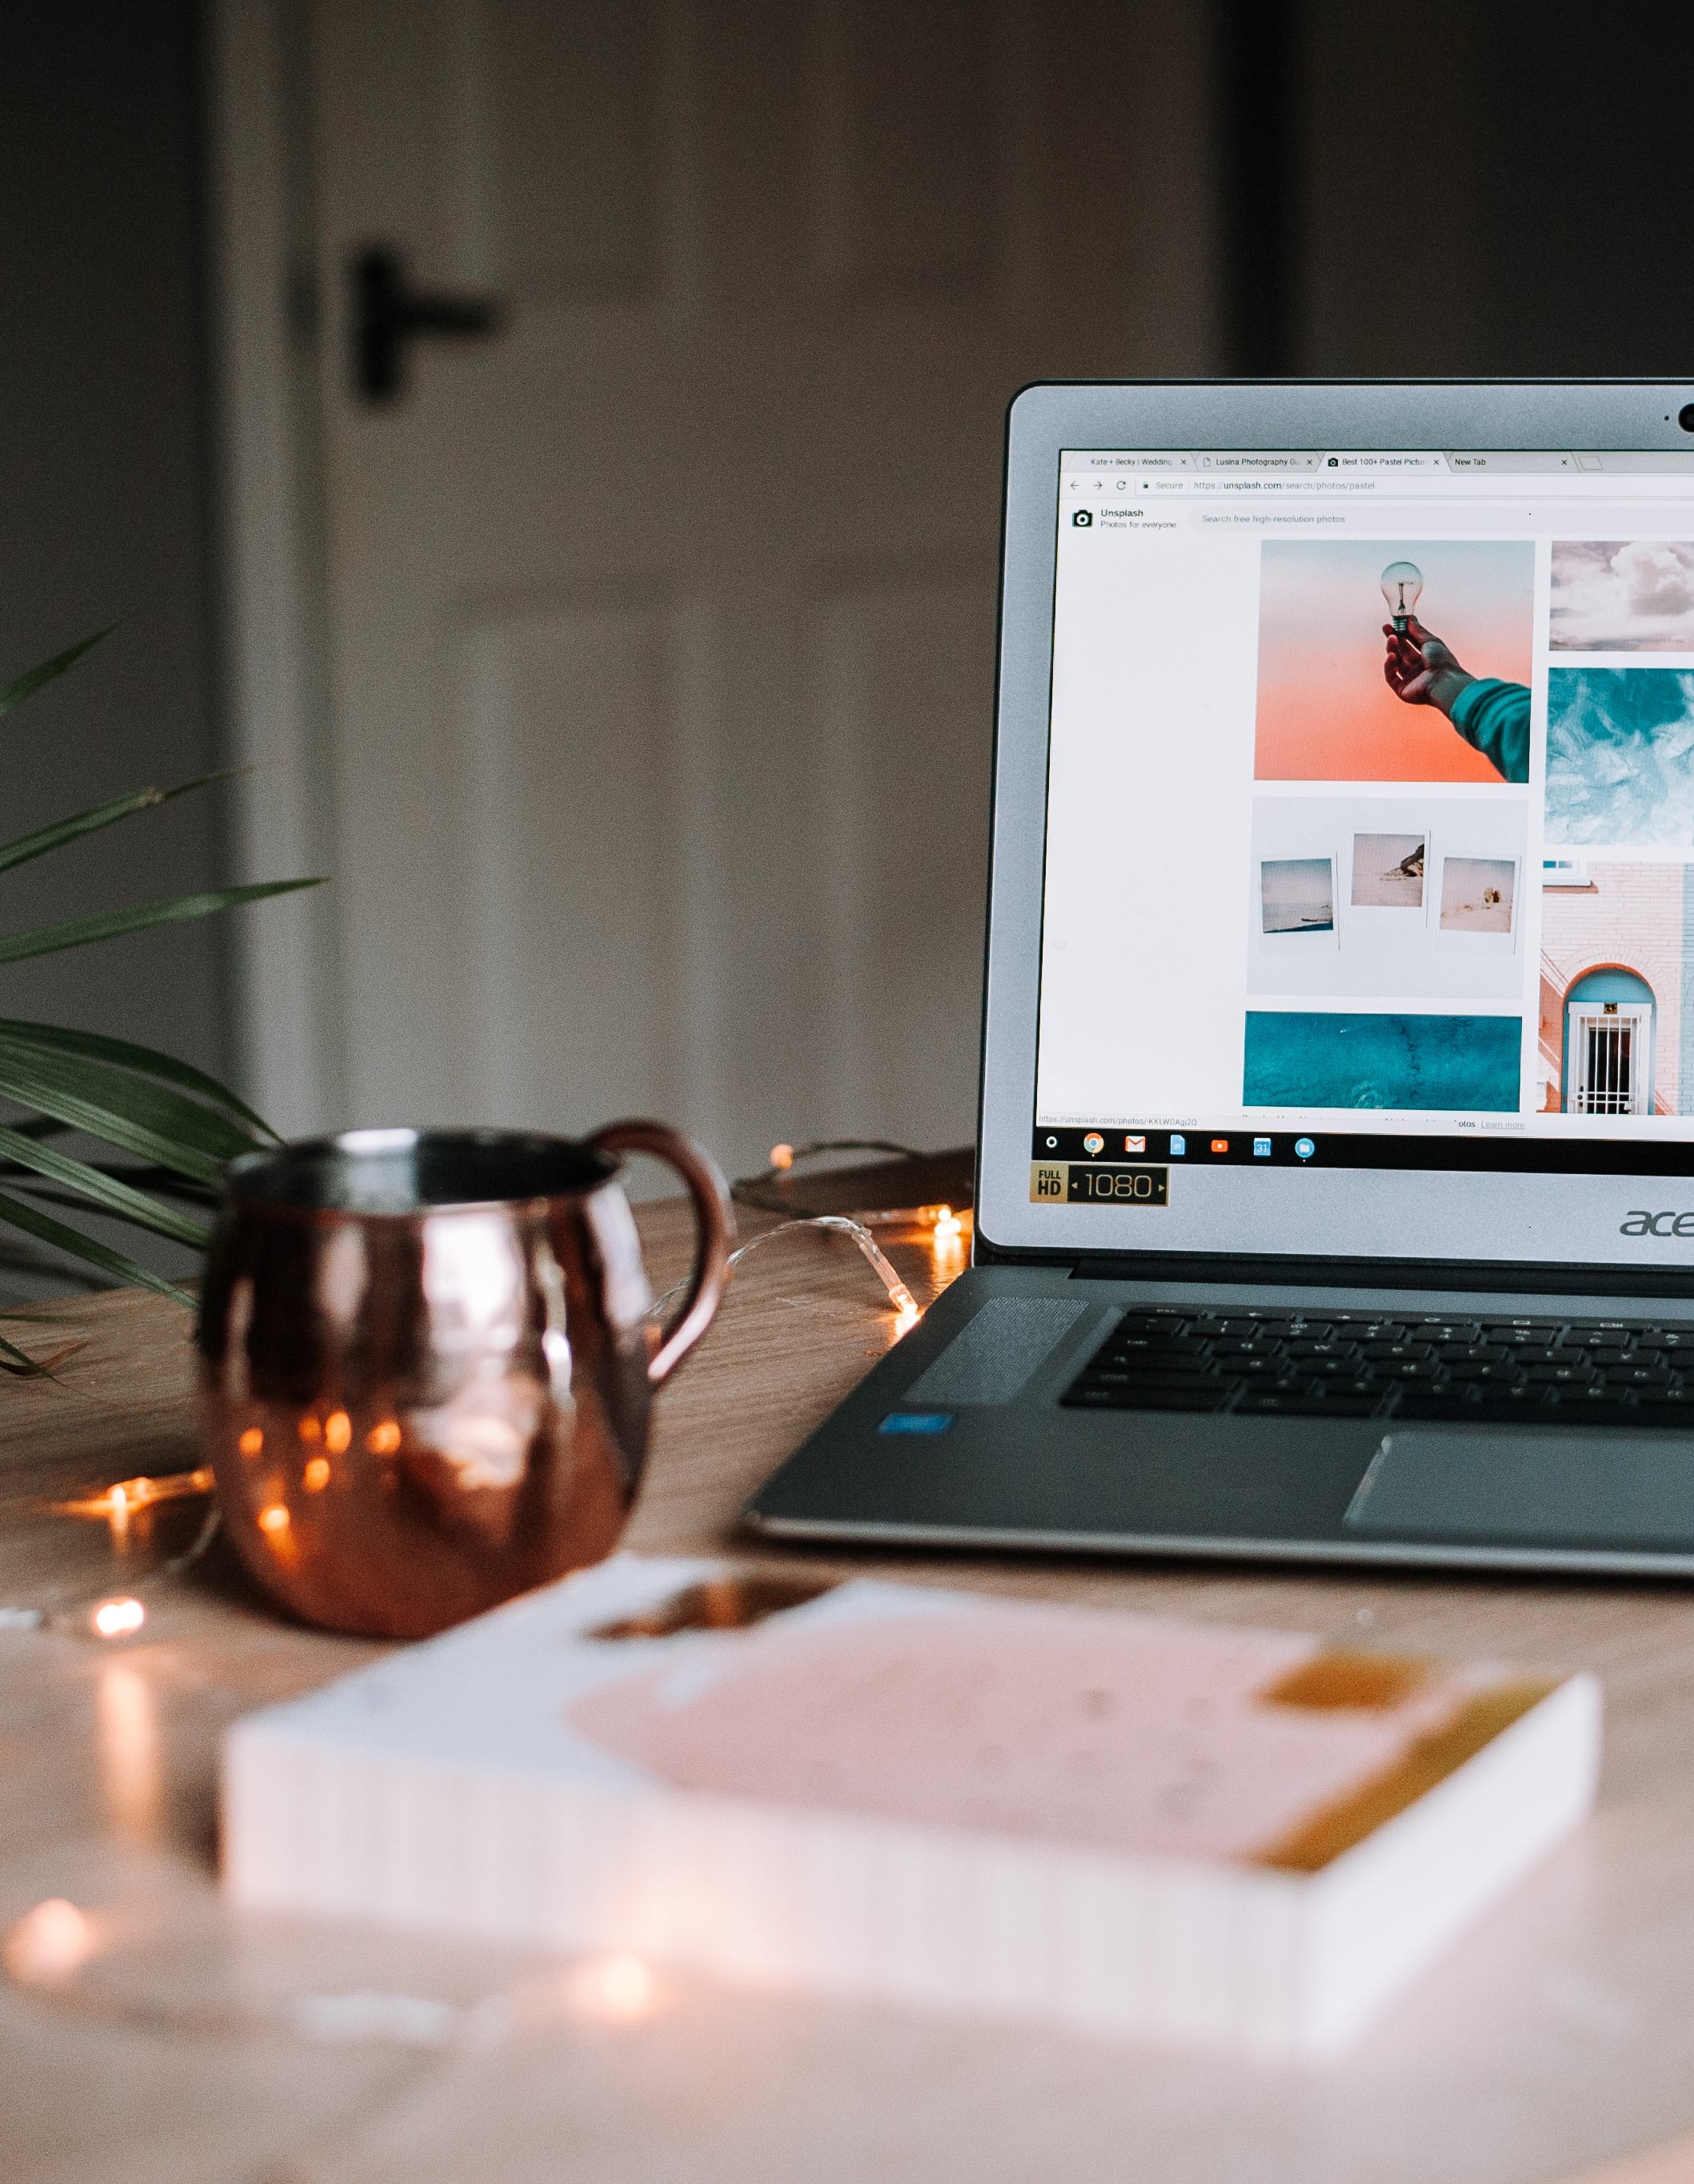 Kate + Becky | Wedding
Lusina Photography G
Best 100+ Pastel Pictur
New Tab
Secure
https://unsplash.com/search/photos/pastel
Unsplash
Photos for everyone
Search free high-resolution photos
https://unsplash.com/photos/-KKLWDAgj2Q
otos. Learn more
31
FULL
HD
1080
ace